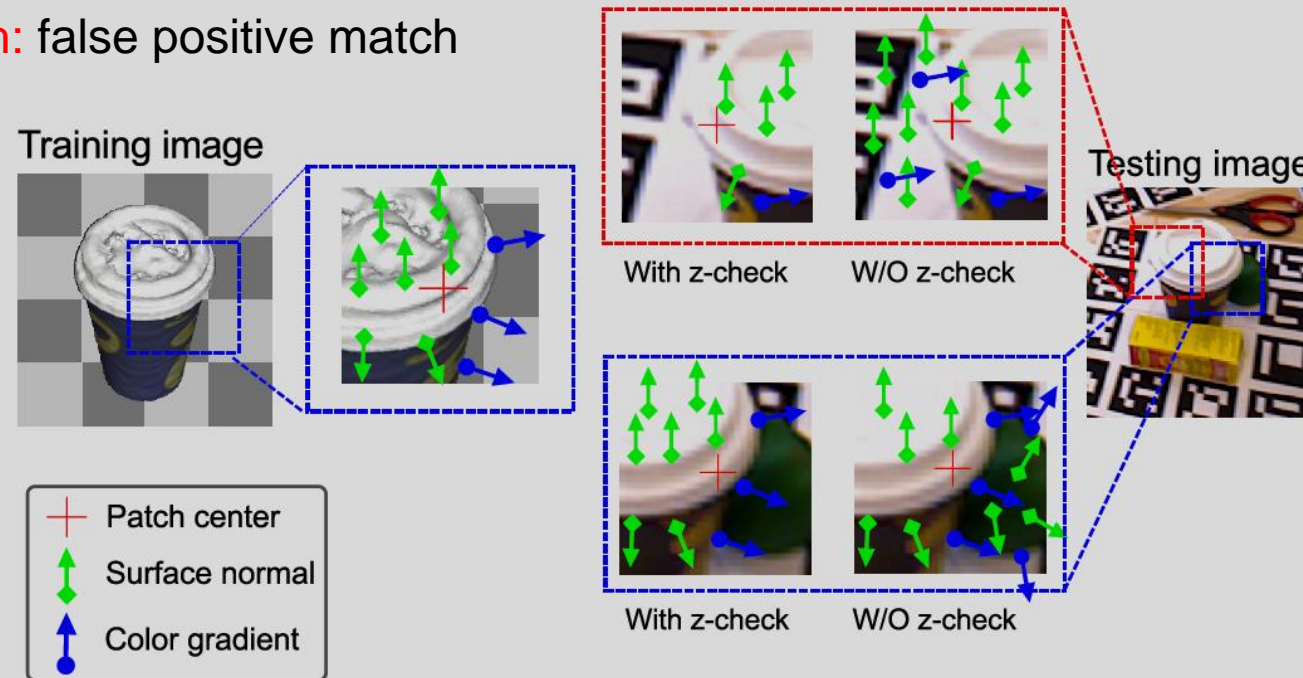 n: false positive match
Training image
Testing image
With z-check
W/O z-check
With z-check
W/O z-check
Patch center
Surface normal
Color gradient